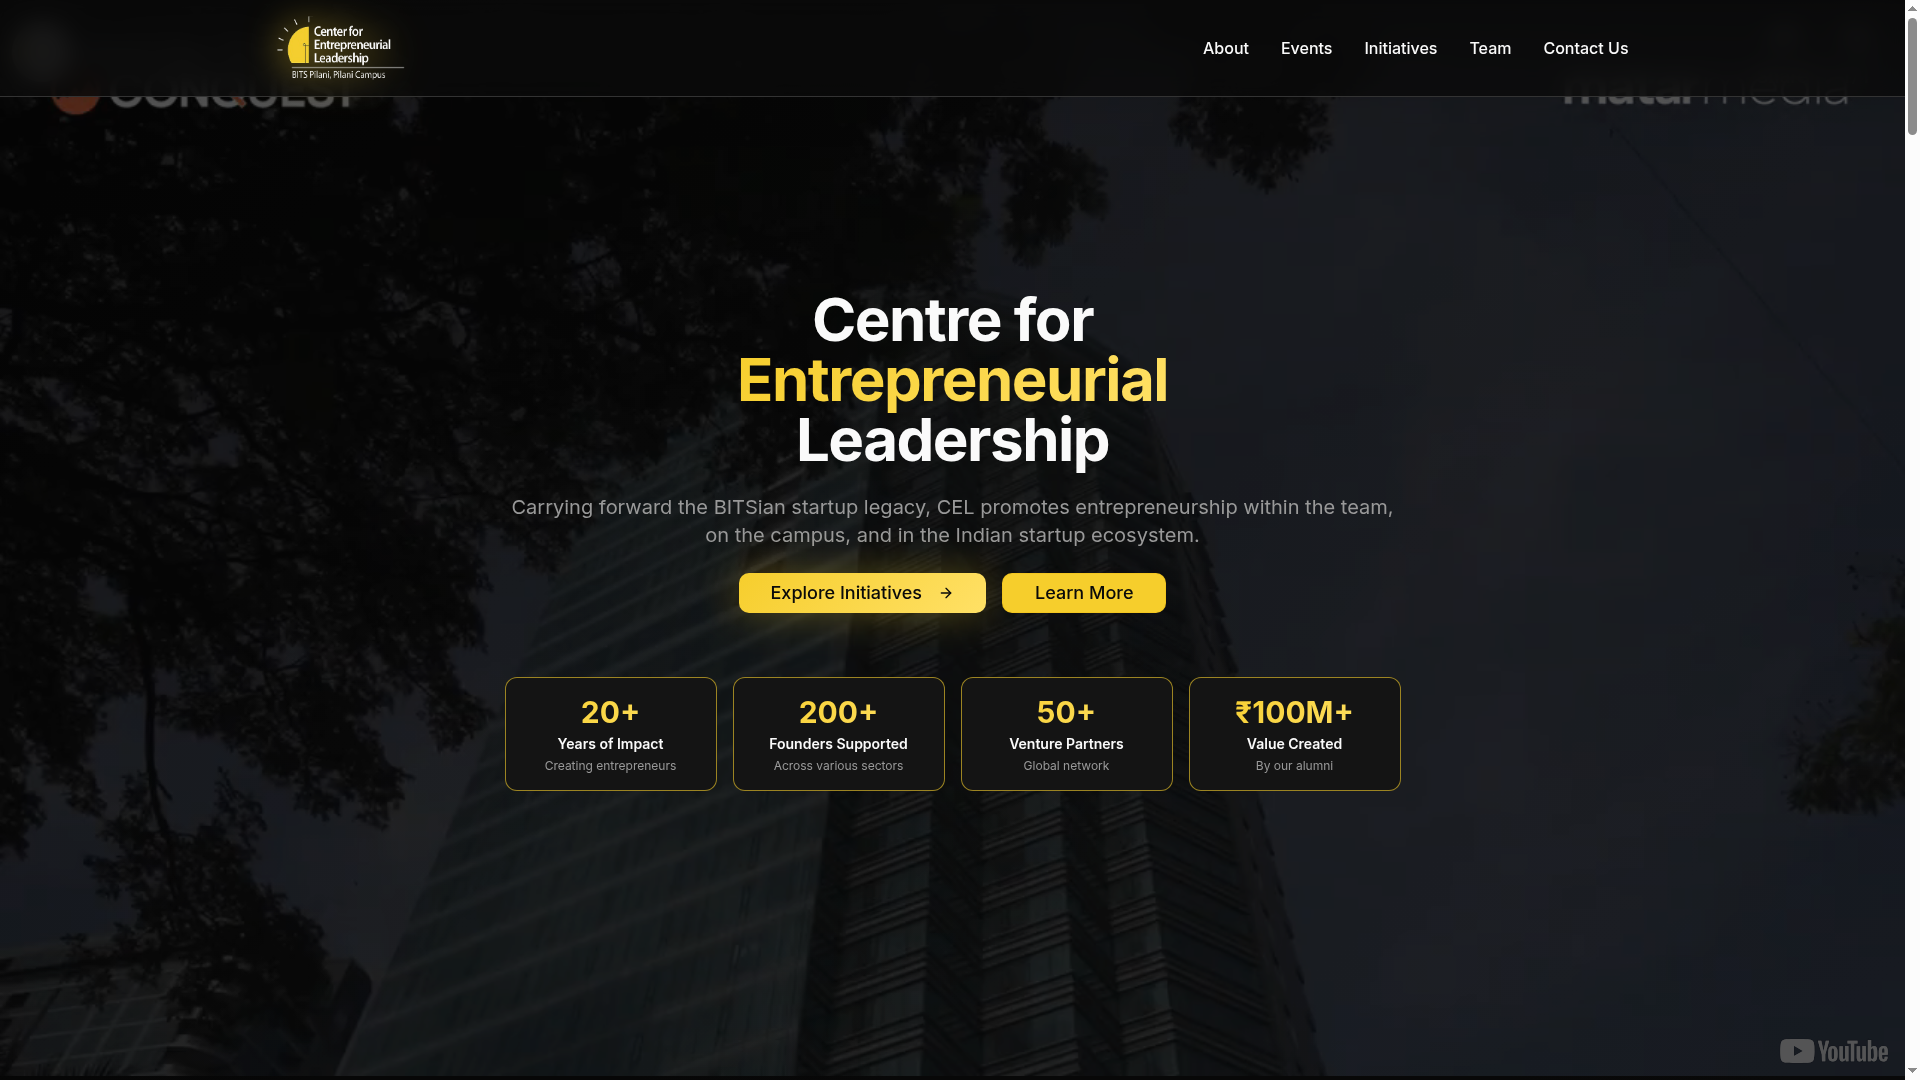 Center for
Entrepreneurial
Leadership
BITS Pilani, Pilani Campus
About
Events
Initiatives
Team
Contact Us
CONQUEST
Centre for
Entrepreneurial
Leadership
Carrying forward the BITSian startup legacy, CEL promotes entrepreneurship within the team,
on the campus, and in the Indian startup ecosystem.
Explore Initiatives →
Learn More
20+
Years of Impact
Creating entrepreneurs
200+
Founders Supported
Across various sectors
50+
Venture Partners
Global network
₹100M+
Value Created
By our alumni
YouTube